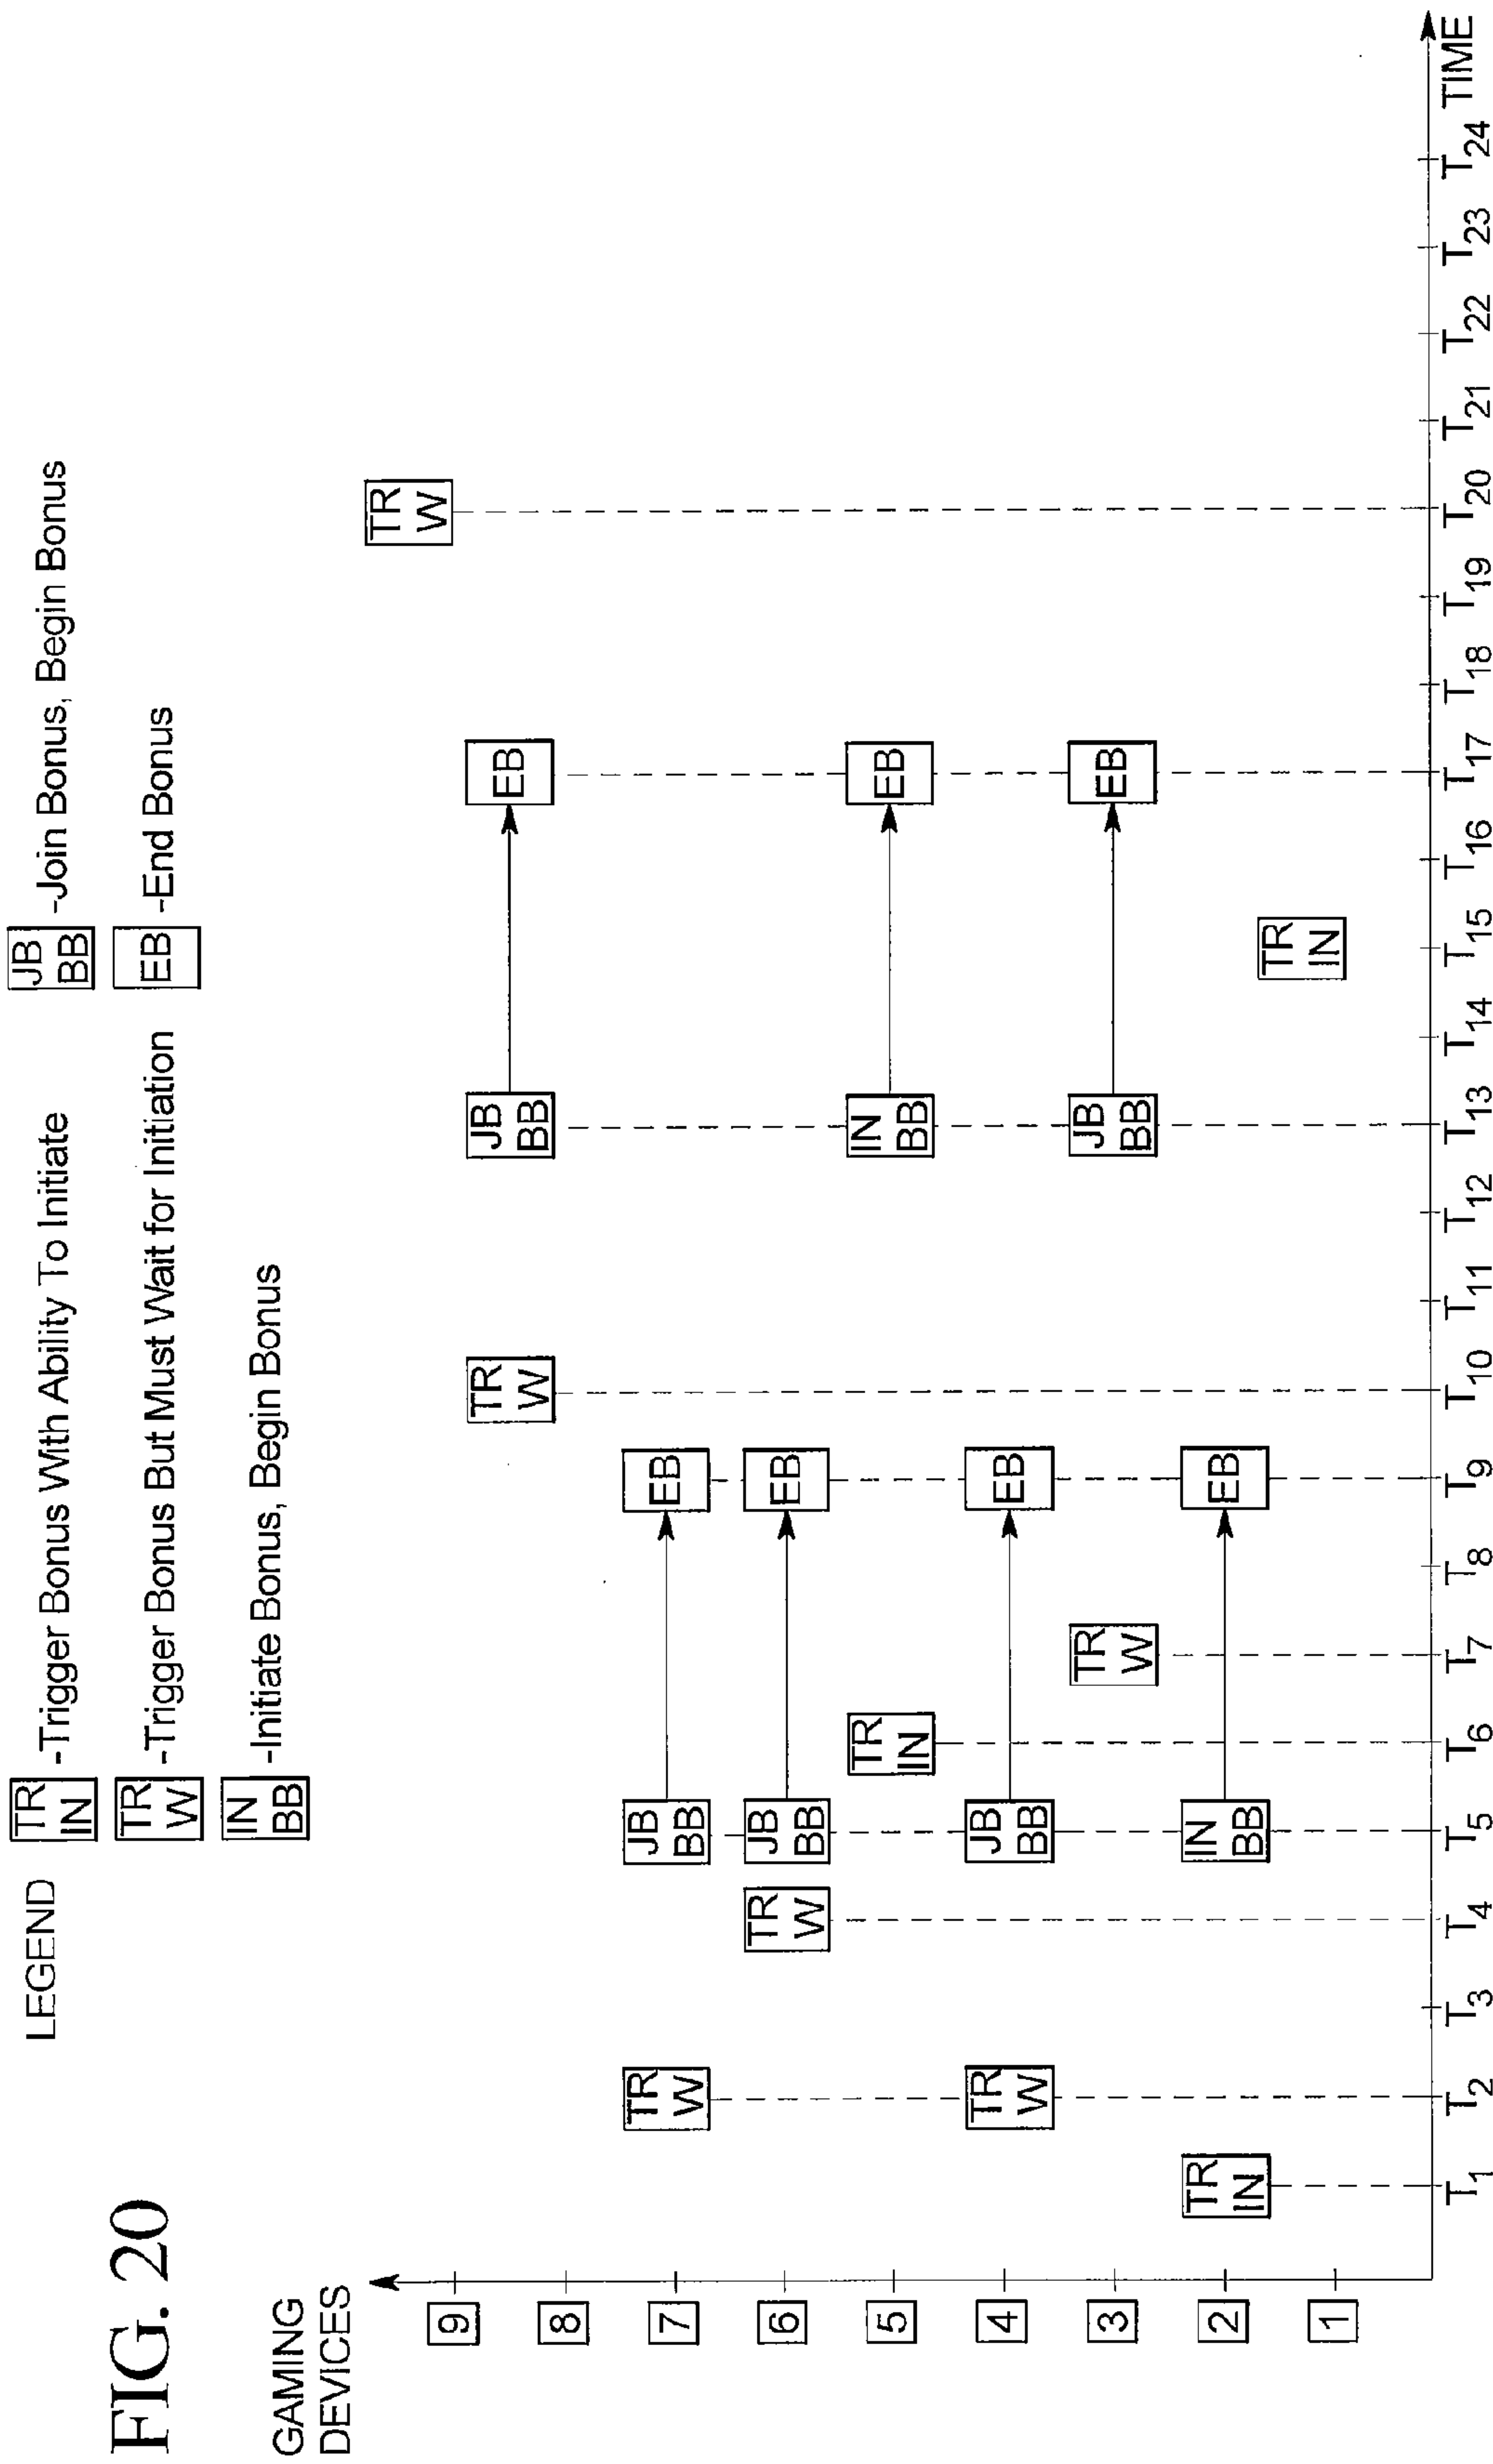 FIG. 20
LEGEND
TR
IN
-Trigger Bonus With Ability To Initiate
TR
W
-Trigger Bonus But Must Wait for Initiation
IN
BB
-Initiate Bonus, Begin Bonus
JB
BB
-Join Bonus, Begin Bonus
EB
-End Bonus
GAMING
DEVICES
9
TR
W
8
TR
W
JB
BB
EB
7
TR
W
JB
BB
EB
6
TR
W
JB
BB
EB
5
TR
IN
IN
BB
EB
4
TR
W
JB
BB
EB
3
TR
W
JB
BB
EB
2
TR
IN
IN
BB
EB
1
TR
IN
T1 T2 T3 T4 T5 T6 T7 T8 T9 T10 T11 T12 T13 T14 T15 T16 T17 T18 T19 T20 T21 T22 T23 T24 TIME